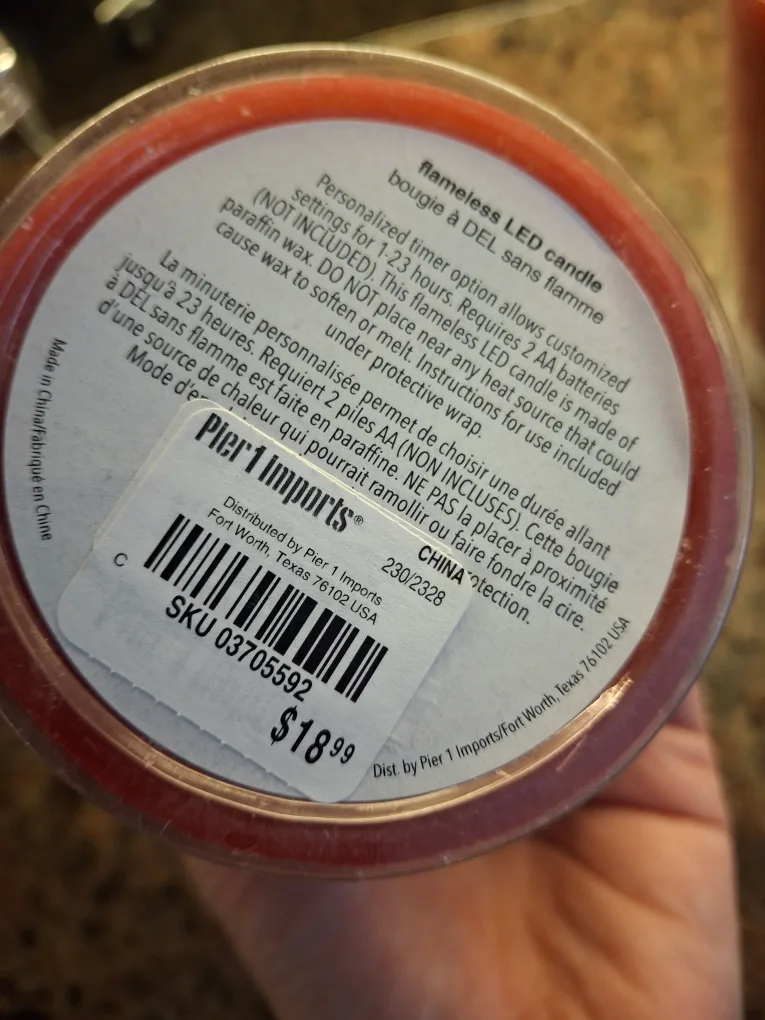 flameless LED candle
bougie à DEL sans flamme
Personalized timer option allows customized
settings for 1-23 hours. Requires 2 AA batteries
(NOT INCLUDED). This flameless LED candle is made of
paraffin wax. DO NOT place near any heat source that could
cause wax to soften or melt. Instructions for use included
under protective wrap.
La minuterie personnalisée permet de choisir une durée allant
jusqu'à 23 heures. Requiert 2 piles AA (NON INCLUSES). Cette bougie
à DEL sans flamme est faite en paraffine. NE PAS la placer à proximité
d'une source de chaleur qui pourrait ramollir ou faire fondre la cire.
Mode
Made in China/Fabriqué en Chine
Pier 1 imports®
CHINA
Distributed by Pier 1 Imports
230/2328
Fort Worth, Texas 76102 USA
C
SKU 03705592
$18 99
Dist. by Pier 1 Imports/Fort Worth, Texas 76102 USA